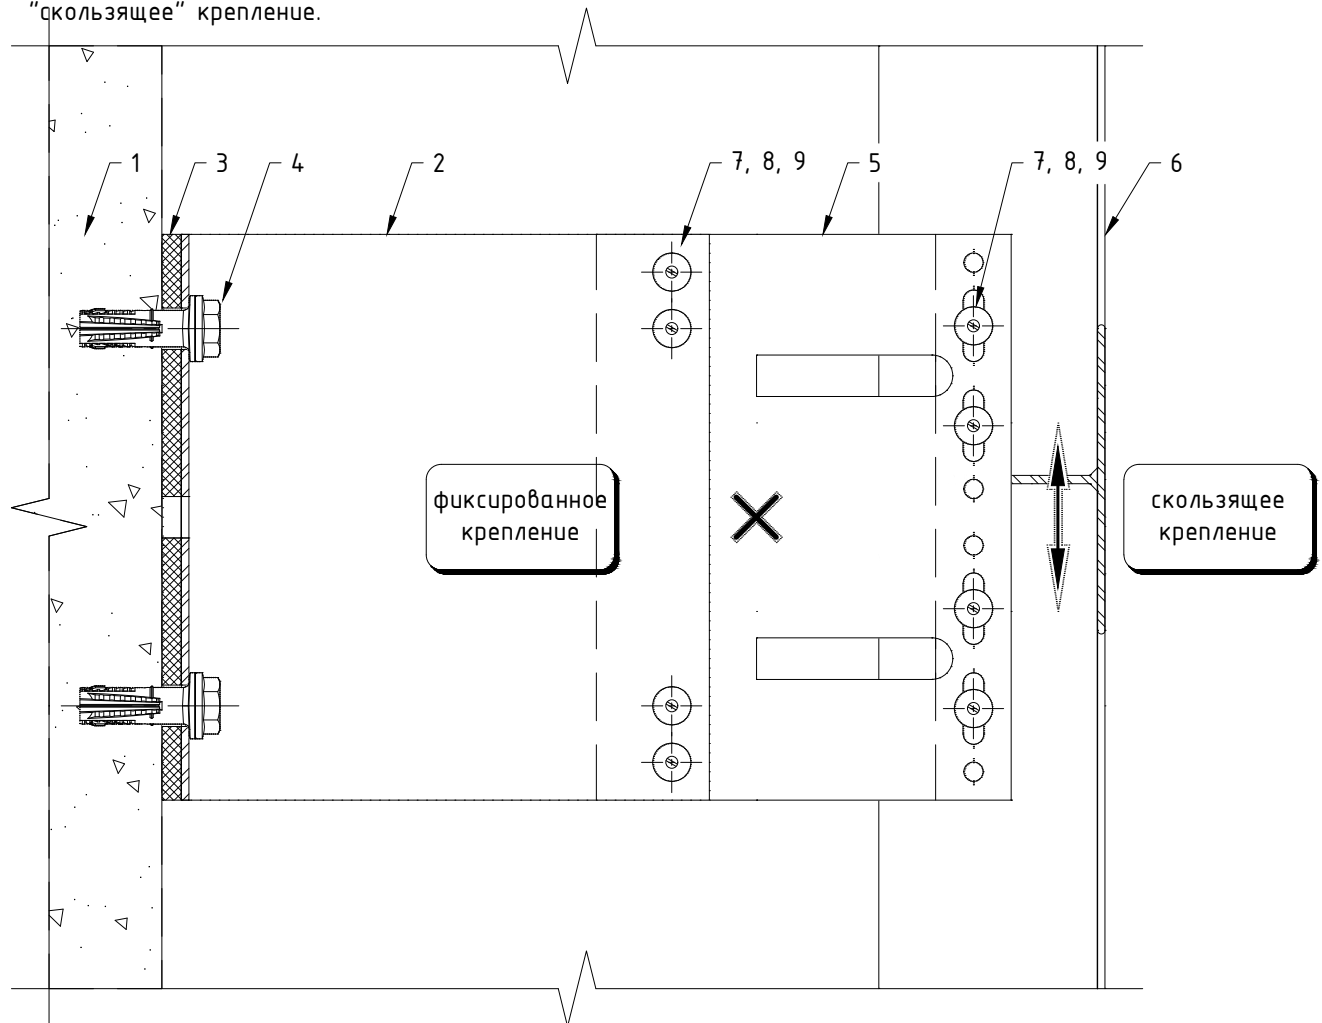 "скользящее" крепление.
1
3
4
2
7, 8, 9
5
7, 8, 9
6
фиксированное
крепление
скользящее
крепление